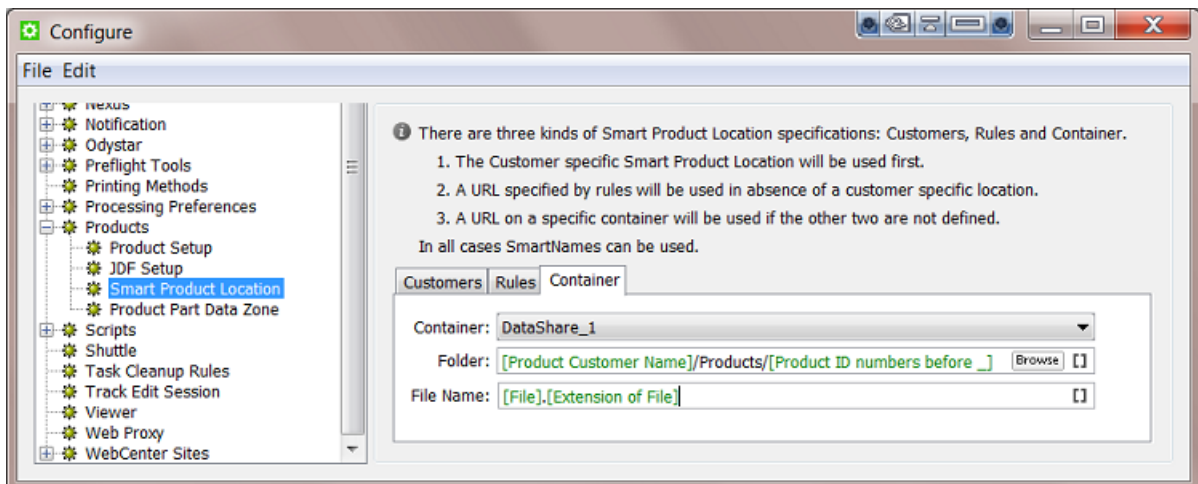 Configure
File Edit
Nexus
Notification
Odystar
Preflight Tools
Printing Methods
Processing Preferences
Products
Product Setup
JDF Setup
Smart Product Location
Product Part Data Zone
Scripts
Shuttle
Task Cleanup Rules
Track Edit Session
Viewer
Web Proxy
WebCenter Sites
There are three kinds of Smart Product Location specifications: Customers, Rules and Container.
1. The Customer specific Smart Product Location will be used first.
2. A URL specified by rules will be used in absence of a customer specific location.
3. A URL on a specific container will be used if the other two are not defined.
In all cases SmartNames can be used.
Customers Rules Container
Container: DataShare_1
Folder: [Product Customer Name]/Products/[Product ID numbers before _] Browse []
File Name: [File].[Extension of File] []